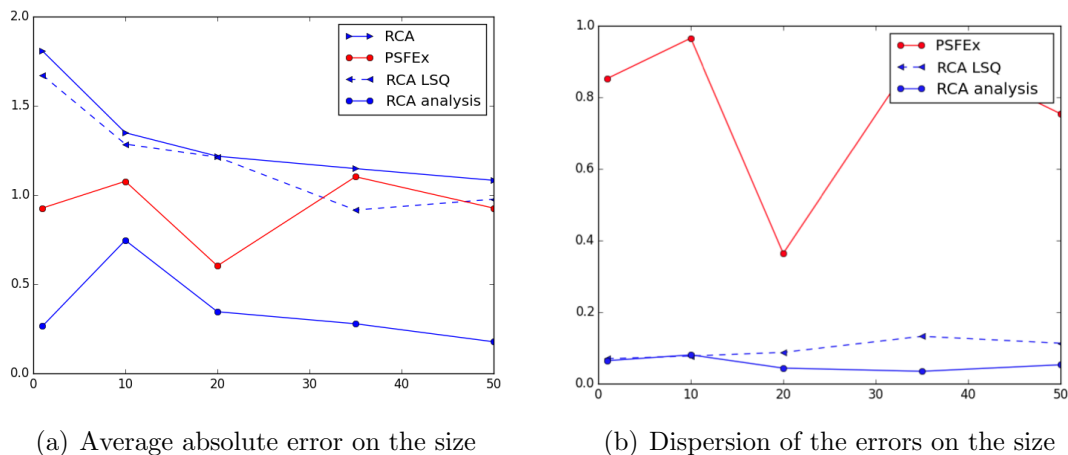 2.0
1.5
1.0
0.5
0.0
0 10 20 30 40 50
RCA
PSFEx
RCA LSQ
RCA analysis
(a) Average absolute error on the size
1.0
0.8
0.6
0.4
0.2
0.0
0 10 20 30 40 50
PSFEx
RCA LSQ
RCA analysis
(b) Dispersion of the errors on the size